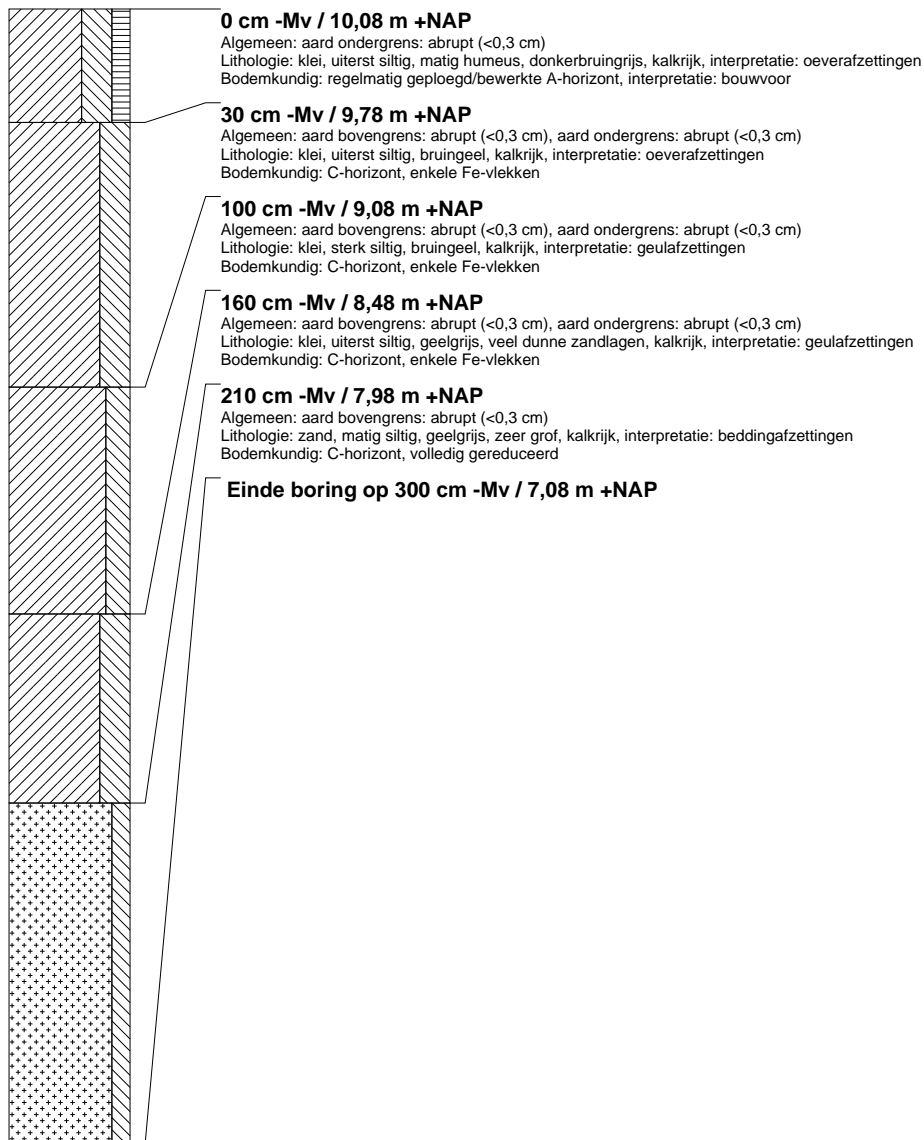 0 cm -Mv / 10,08 m +NAP
Algemeen: aard ondergrens: abrupt (<0,3 cm)
Lithologie: klei, uiterst siltig, matig humeus, donkerbruingrijs, kalkrijk, interpretatie: oeverafzettingen
Bodemkundig: regelmatig geploegd/bewerkte A-horizont, interpretatie: bouwvoor
30 cm -Mv / 9,78 m +NAP
Algemeen: aard bovengrens: abrupt (<0,3 cm), aard ondergrens: abrupt (<0,3 cm)
Lithologie: klei, uiterst siltig, bruingeel, kalkrijk, interpretatie: oeverafzettingen
Bodemkundig: C-horizont, enkele Fe-vlekken
100 cm -Mv / 9,08 m +NAP
Algemeen: aard bovengrens: abrupt (<0,3 cm), aard ondergrens: abrupt (<0,3 cm)
Lithologie: klei, sterk siltig, bruingeel, kalkrijk, interpretatie: geulafzettingen
Bodemkundig: C-horizont, enkele Fe-vlekken
160 cm -Mv / 8,48 m +NAP
Algemeen: aard bovengrens: abrupt (<0,3 cm), aard ondergrens: abrupt (<0,3 cm)
Lithologie: klei, uiterst siltig, geelgrijs, veel dunne zandlagen, kalkrijk, interpretatie: geulafzettingen
Bodemkundig: C-horizont, enkele Fe-vlekken
210 cm -Mv / 7,98 m +NAP
Algemeen: aard bovengrens: abrupt (<0,3 cm)
Lithologie: zand, matig siltig, geelgrijs, zeer grof, kalkrijk, interpretatie: beddingafzettingen
Bodemkundig: C-horizont, volledig gereduceerd
Einde boring op 300 cm -Mv / 7,08 m +NAP